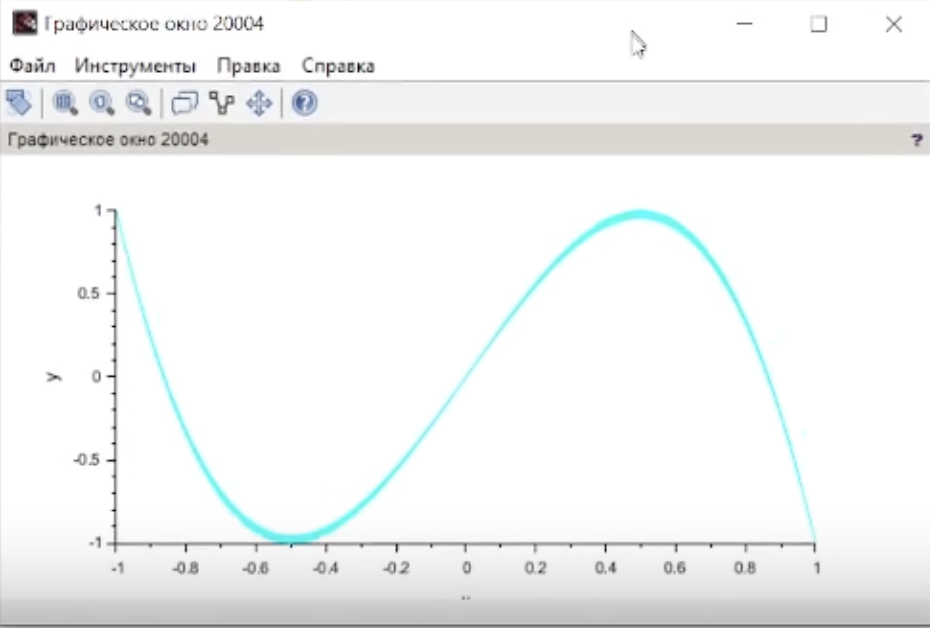 Графическое окно 20004
Файл Инструменты Правка Справка
Графическое окно 20004 ?
1
0.5
0
-0.5
-1
y
-1 -0.8 -0.6 -0.4 -0.2 0 0.2 0.4 0.6 0.8 1